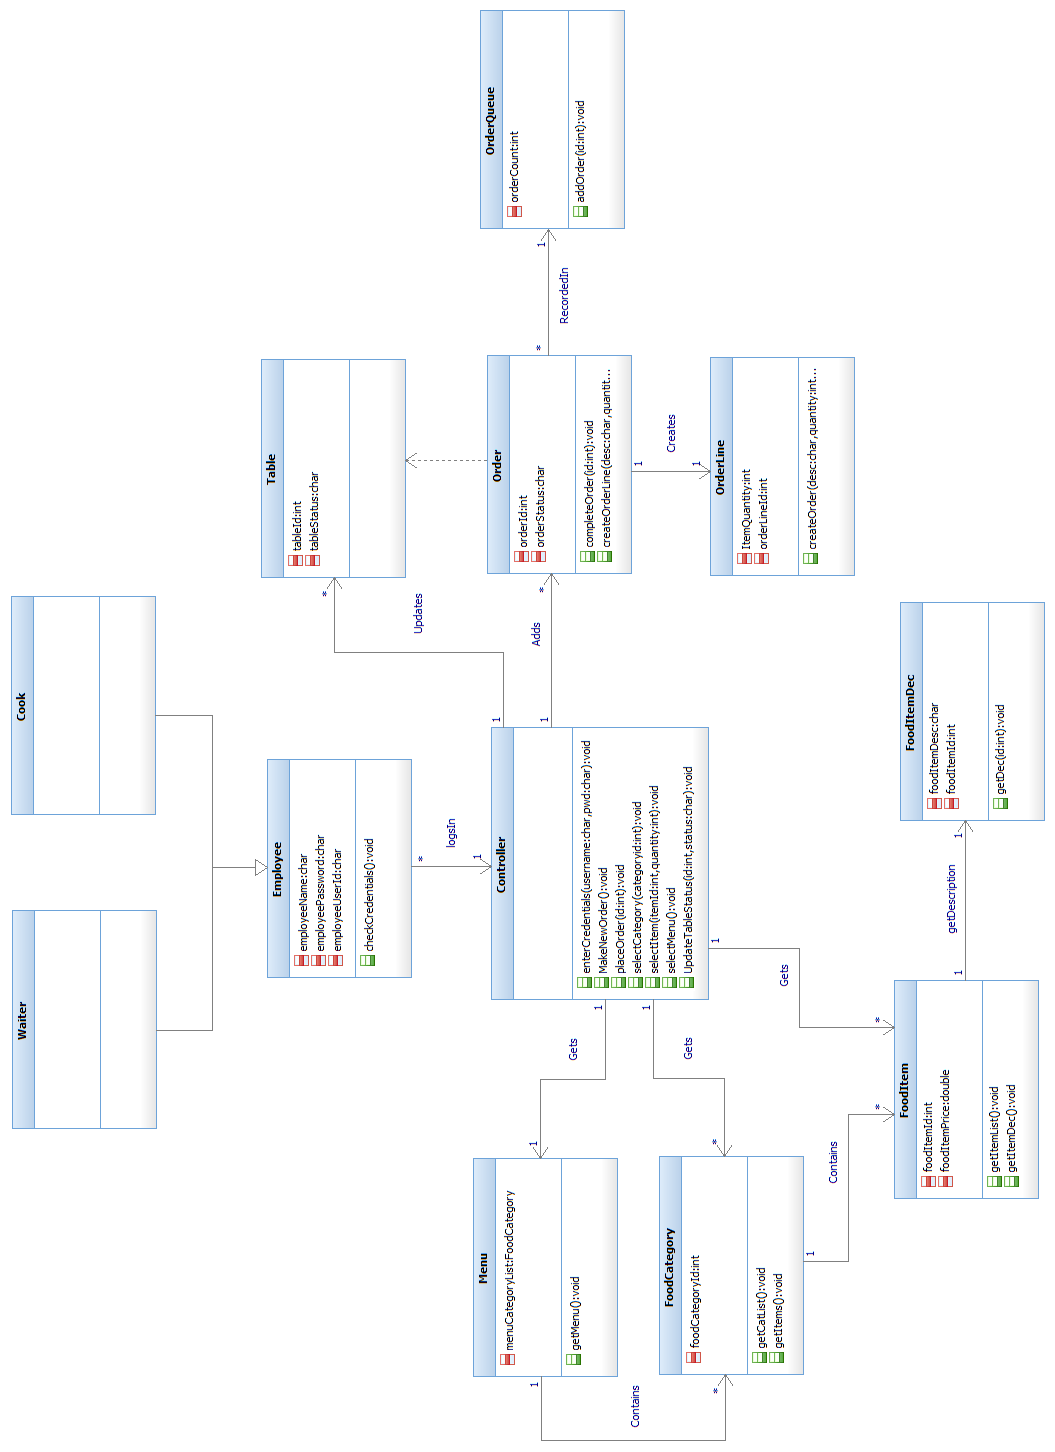 Waiter
Cook
Employee
employeeName:char
employeePassword:char
employeeUserId:char
checkCredentials():void
Table
tableId:int
tableStatus:char
*
Updates
*
logsIn
1
1
Controller
enterCredentials(username:char,pwd:char):void
MakeNewOrder():void
placeOrder(id:int):void
selectCategory(categoryid:int):void
selectItem(itemId:int,quantity:int):void
selectMenu():void
UpdateTableStatus(id:int,status:char):void
1
Adds
*
Order
orderId:int
orderStatus:char
completeOrder(id:int):void
createOrderLine(desc:char,quantit...
*
RecordedIn
1
OrderQueue
orderCount:int
addOrder(id:int):void
1
Creates
1
OrderLine
ItemQuantity:int
orderLineId:int
createOrder(desc:char,quantity:int...
1
Gets
1
Menu
menuCategoryList:FoodCategory
getMenu():void
1
Contains
*
1
Gets
*
FoodCategory
foodCategoryId:int
getCatList():void
getItems():void
1
Contains
*
1
Gets
*
FoodItem
foodItemId:int
foodItemPrice:double
getItemList():void
getItemDec():void
1
getDescription
1
FoodItemDec
foodItemDesc:char
foodItemId:int
getDec(id:int):void